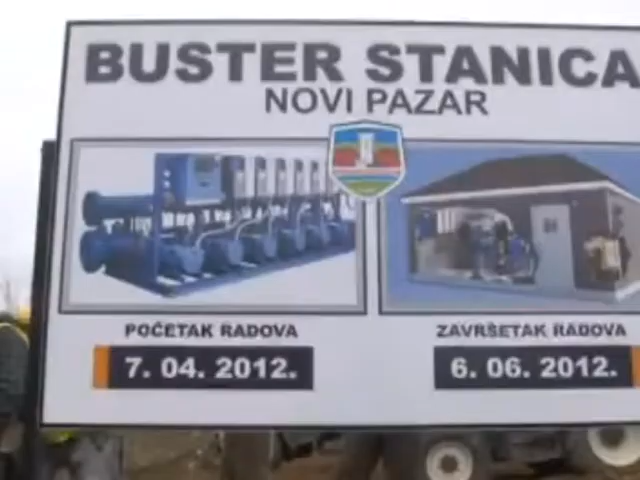 BUSTER STANICA
NOVI PAZAR
POČETAK RADOVA
7. 04. 2012.
ZAVRŠETAK RADOVA
6. 06. 2012.